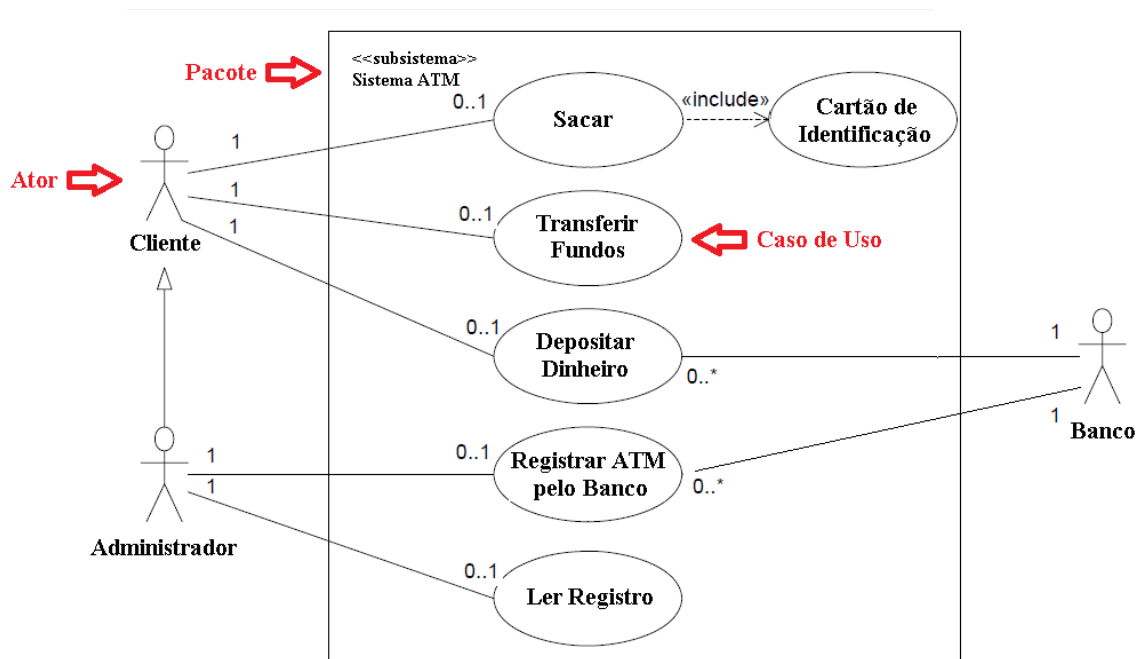 <<subsistema>>
Sistema ATM
Pacote
0..1
1
Sacar
«include»
Cartão de
Identificação
Ator
1
0..1
Transferir
Fundos
Caso de Uso
Cliente
1
0..1
Depositar
Dinheiro
0..*
1
Banco
1
1
0..1
Registrar ATM
pelo Banco
0..*
1
Administrador
0..1
Ler Registro